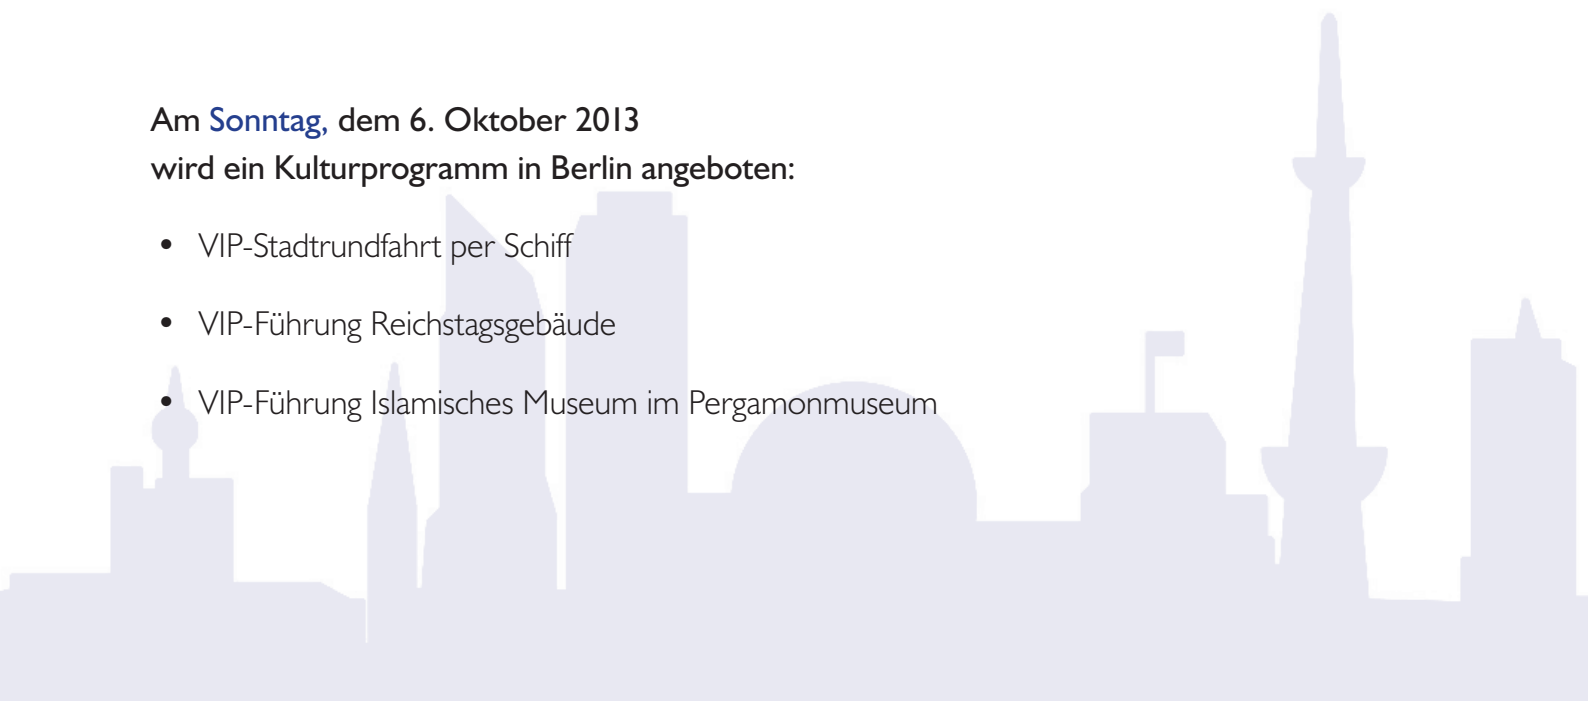 Am Sonntag, dem 6. Oktober 2013
wird ein Kulturprogramm in Berlin angeboten:
• VIP-Stadtrundfahrt per Schiff
• VIP-Führung Reichstagsgebäude
• VIP-Führung Islamisches Museum im Pergamonmuseum